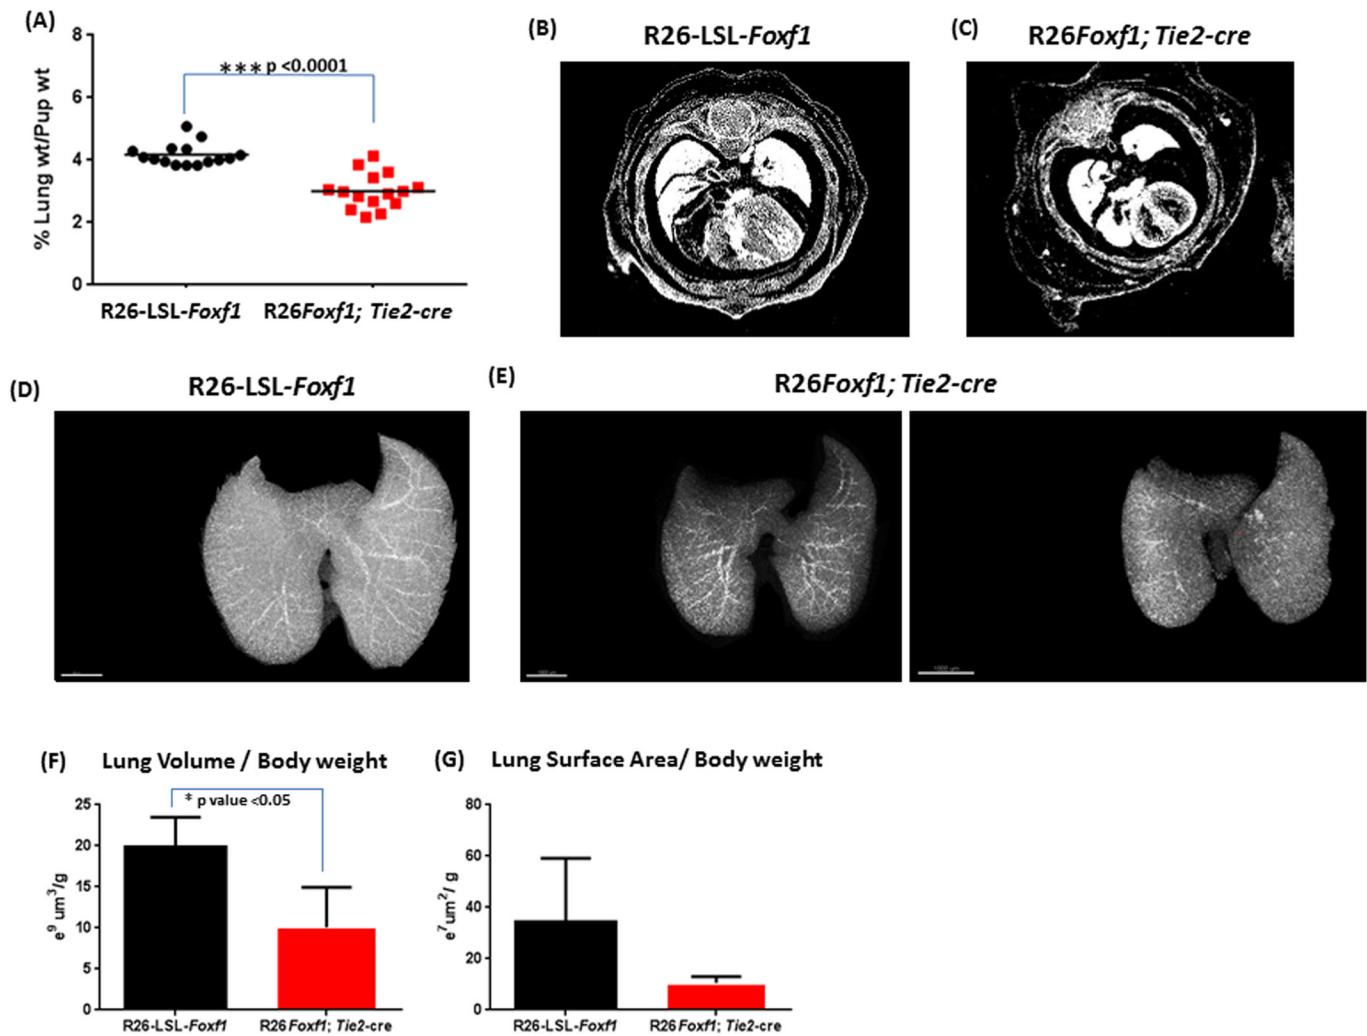 (A)
8
6
4
2
0
% Lung wt/Pup wt
*** p <0.0001
R26-LSL-Foxf1
R26Foxf1; Tie2-cre
(B)
R26-LSL-Foxf1
(C)
R26Foxf1; Tie2-cre
(D)
R26-LSL-Foxf1
(E)
R26Foxf1; Tie2-cre
1000 µm
(F) Lung Volume / Body weight
25
20
15
10
5
0
e⁹ um³/g
* p value <0.05
R26-LSL-Foxf1
R26Foxf1; Tie2-cre
(G) Lung Surface Area/ Body weight
80
60
40
20
0
e⁷um²/ g
R26-LSL-Foxf1
R26Foxf1; Tie2-cre